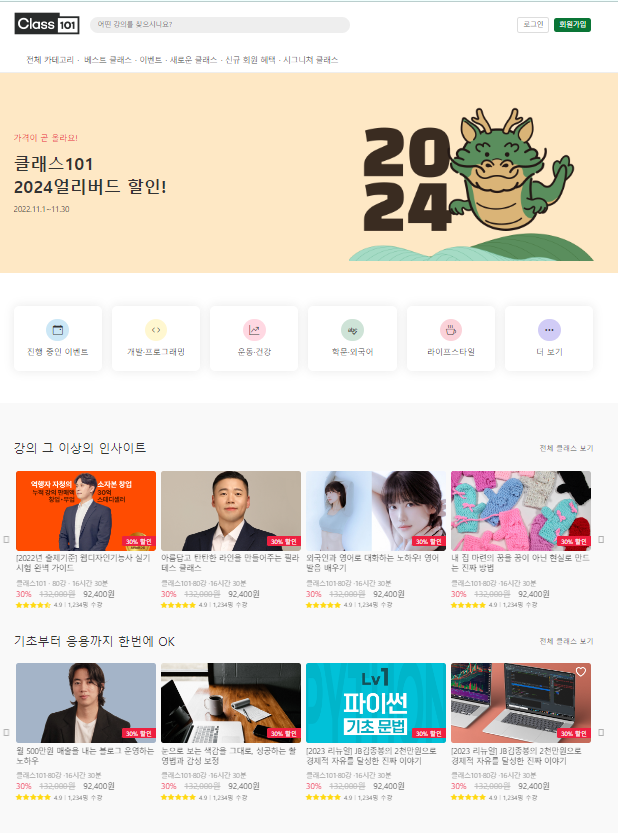 Class 101
어떤 강의를 찾으시나요?
로그인
회원가입
전체 카테고리 · 베스트 클래스 · 이벤트 · 새로운 클래스 · 신규 회원 혜택 · 시그니처 클래스
가격이 곧 올라요!
클래스101
2024얼리버드 할인!
2022.11.1~11.30
20
24
진행 중인 이벤트
개발·프로그래밍
운동·건강
학문·외국어
라이프스타일
더 보기
강의 그 이상의 인사이트
전체 클래스 보기
역행자 자청의
누적 강의 판매액
창업·부업
소자본 창업
30억
스테디셀러
30% 할인
30% 할인
30% 할인
30% 할인
[2022년 출제기준] 웹디자인기능사 실기
시험 완벽 가이드
아름답고 탄탄한 라인을 만들어주는 필라
테스 클래스
외국인과 영어로 대화하는 노하우! 영어
발음 배우기
내 집 마련의 꿈을 꿈이 아닌 현실로 만드
는 진짜 방법
클래스101 · 80강 · 16시간 30분
클래스101·80강 ·16시간 30분
클래스101·80강 ·16시간 30분
클래스101·80강 ·16시간 30분
30% 132,000원 92,400원
30% 132,000원 92,400원
30% 132,000원 92,400원
30% 132,000원 92,400원
4.9 | 1,234명 수강
4.9 | 1,234명 수강
4.9 | 1,234명 수강
4.9 | 1,234명 수강
기초부터 응용까지 한번에 OK
전체 클래스 보기
Lv1
파이썬
기초 문법
30% 할인
30% 할인
30% 할인
30% 할인
월 500만원 매출을 내는 블로그 운영하는
노하우
눈으로 보는 색감을 그대로, 성공하는 촬
영법과 감성 보정
[2023 리뉴얼] JB김종봉의 2천만원으로
경제적 자유를 달성한 진짜 이야기
[2023 리뉴얼] JB김종봉의 2천만원으로
경제적 자유를 달성한 진짜 이야기
클래스101·80강 ·16시간 30분
클래스101·80강 ·16시간 30분
클래스101·80강 ·16시간 30분
클래스101·80강 ·16시간 30분
30% 132,000원 92,400원
30% 132,000원 92,400원
30% 132,000원 92,400원
30% 132,000원 92,400원
4.9 | 1,234명 수강
4.9 | 1,234명 수강
4.9 | 1,234명 수강
4.9 | 1,234명 수강